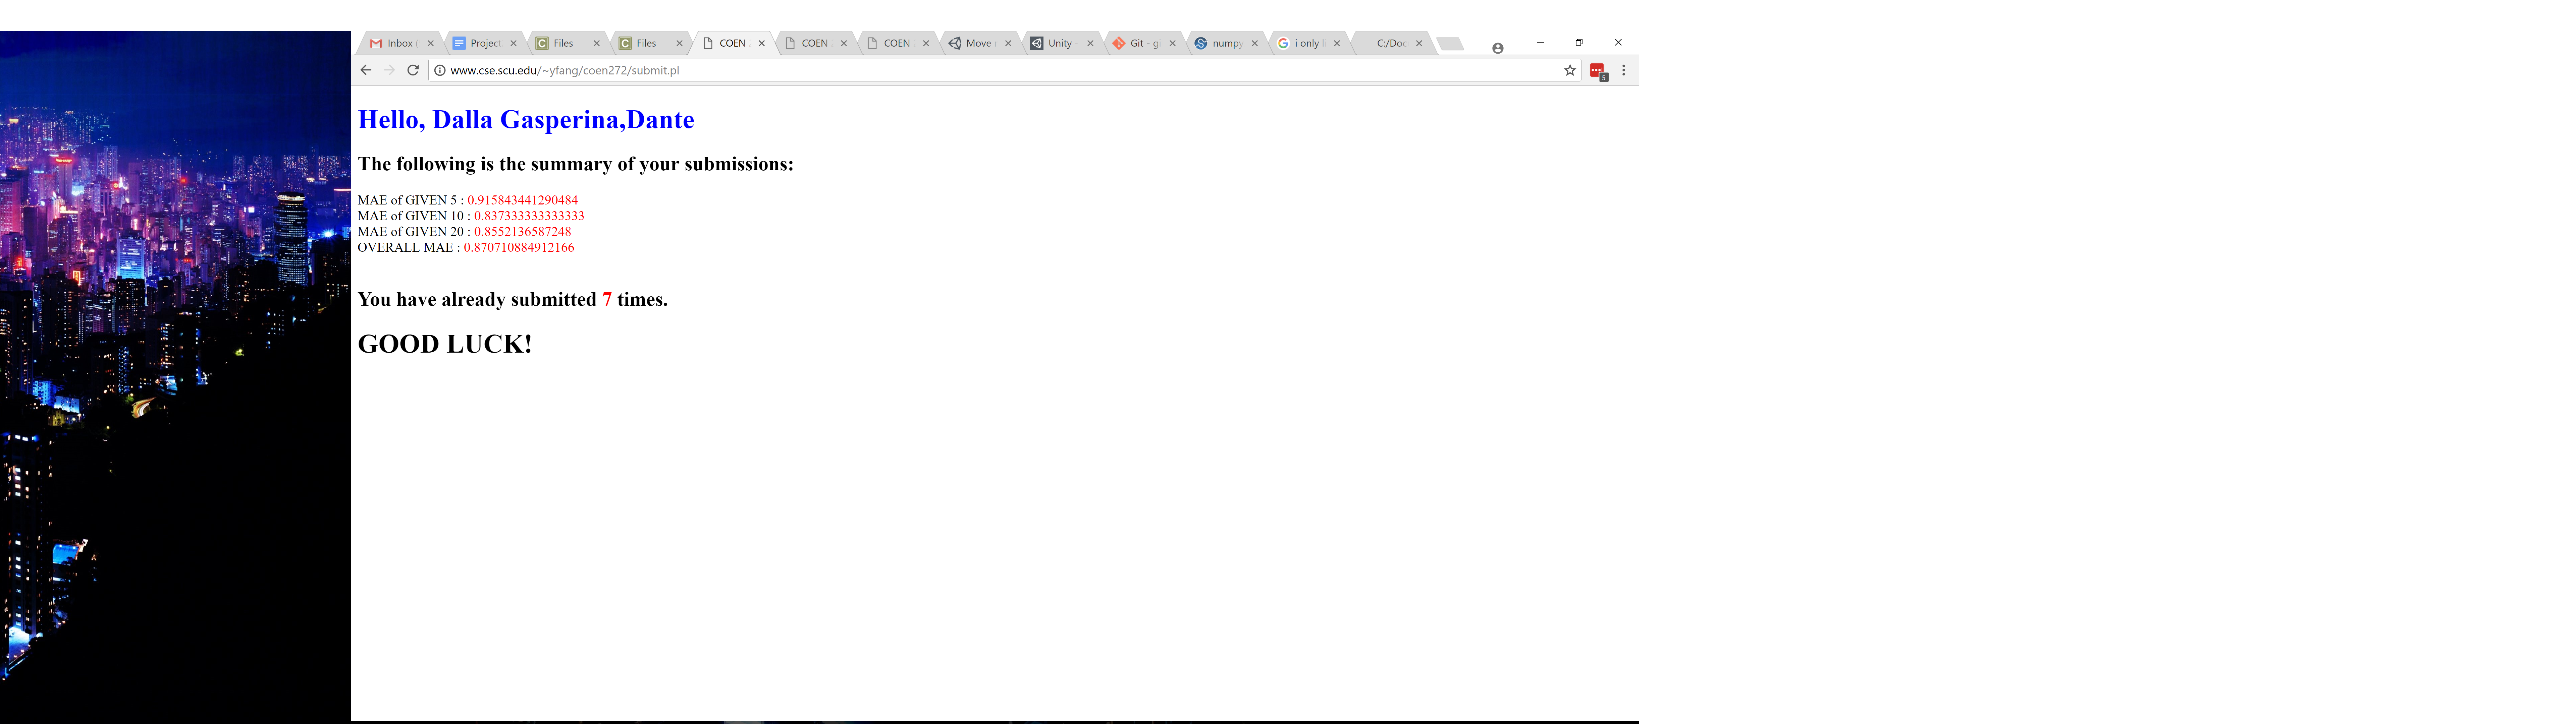 Inbox ( Project Files Files COEN COEN COEN Move Unity - Git - g numpy i only l C:/Doc
www.cse.scu.edu/~yfang/coen272/submit.pl
5
Hello, Dalla Gasperina,Dante
The following is the summary of your submissions:
MAE of GIVEN 5 : 0.915843441290484
MAE of GIVEN 10 : 0.837333333333333
MAE of GIVEN 20 : 0.8552136587248
OVERALL MAE : 0.870710884912166
You have already submitted 7 times.
GOOD LUCK!